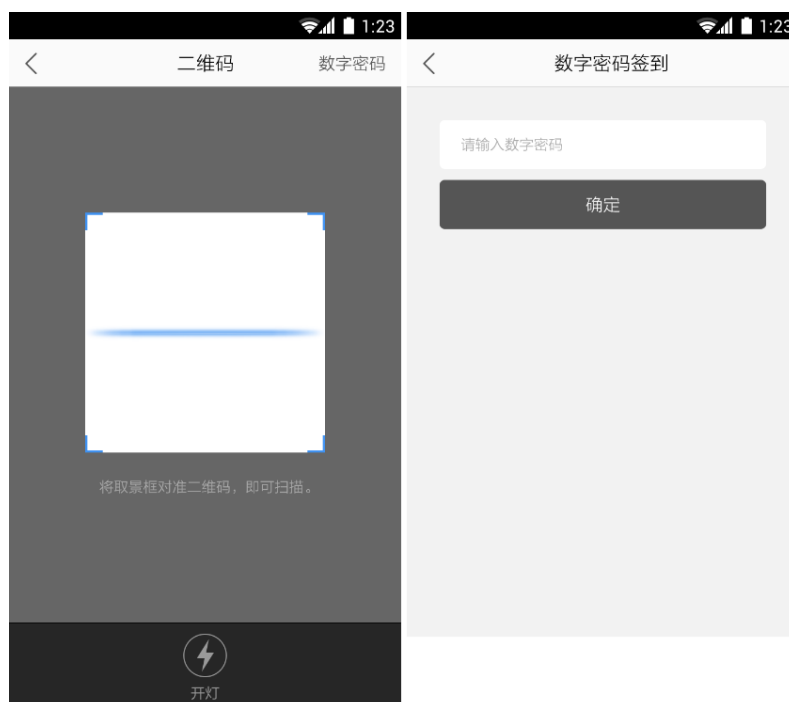 1:23
二维码
数字密码
将取景框对准二维码，即可扫描。
开灯
1:23
数字密码签到
请输入数字密码
确定